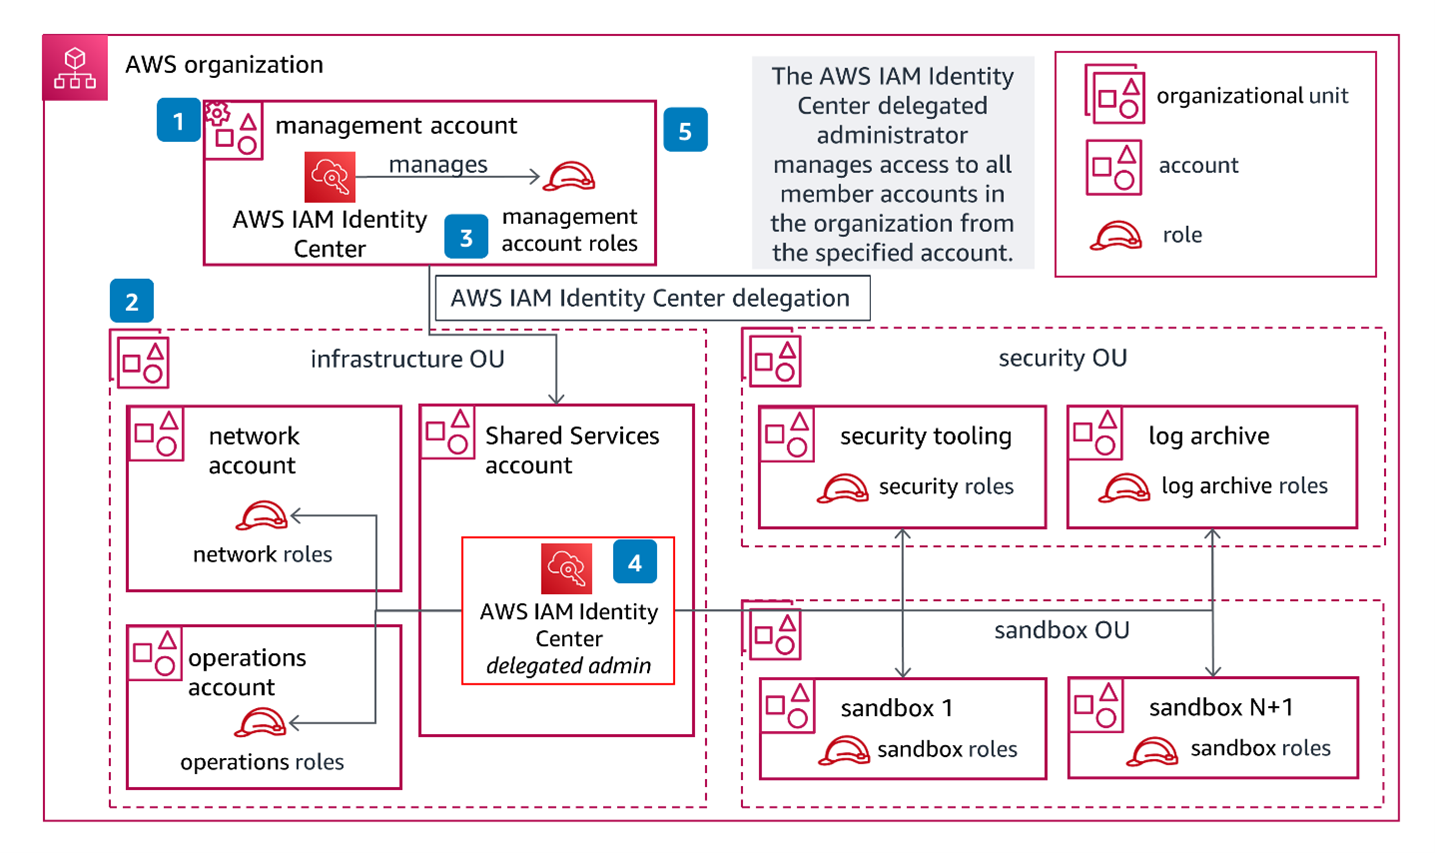 AWS organization
1
management account
5
manages
AWS IAM Identity
Center
3
management
account roles
The AWS IAM Identity
Center delegated
administrator
manages access to all
member accounts in
the organization from
the specified account.
organizational unit
account
role
AWS IAM Identity Center delegation
2
infrastructure OU
network
account
network roles
Shared Services
account
4
AWS IAM Identity
Center
delegated admin
operations
account
operations roles
security OU
security tooling
security roles
log archive
log archive roles
sandbox OU
sandbox 1
sandbox roles
sandbox N+1
sandbox roles